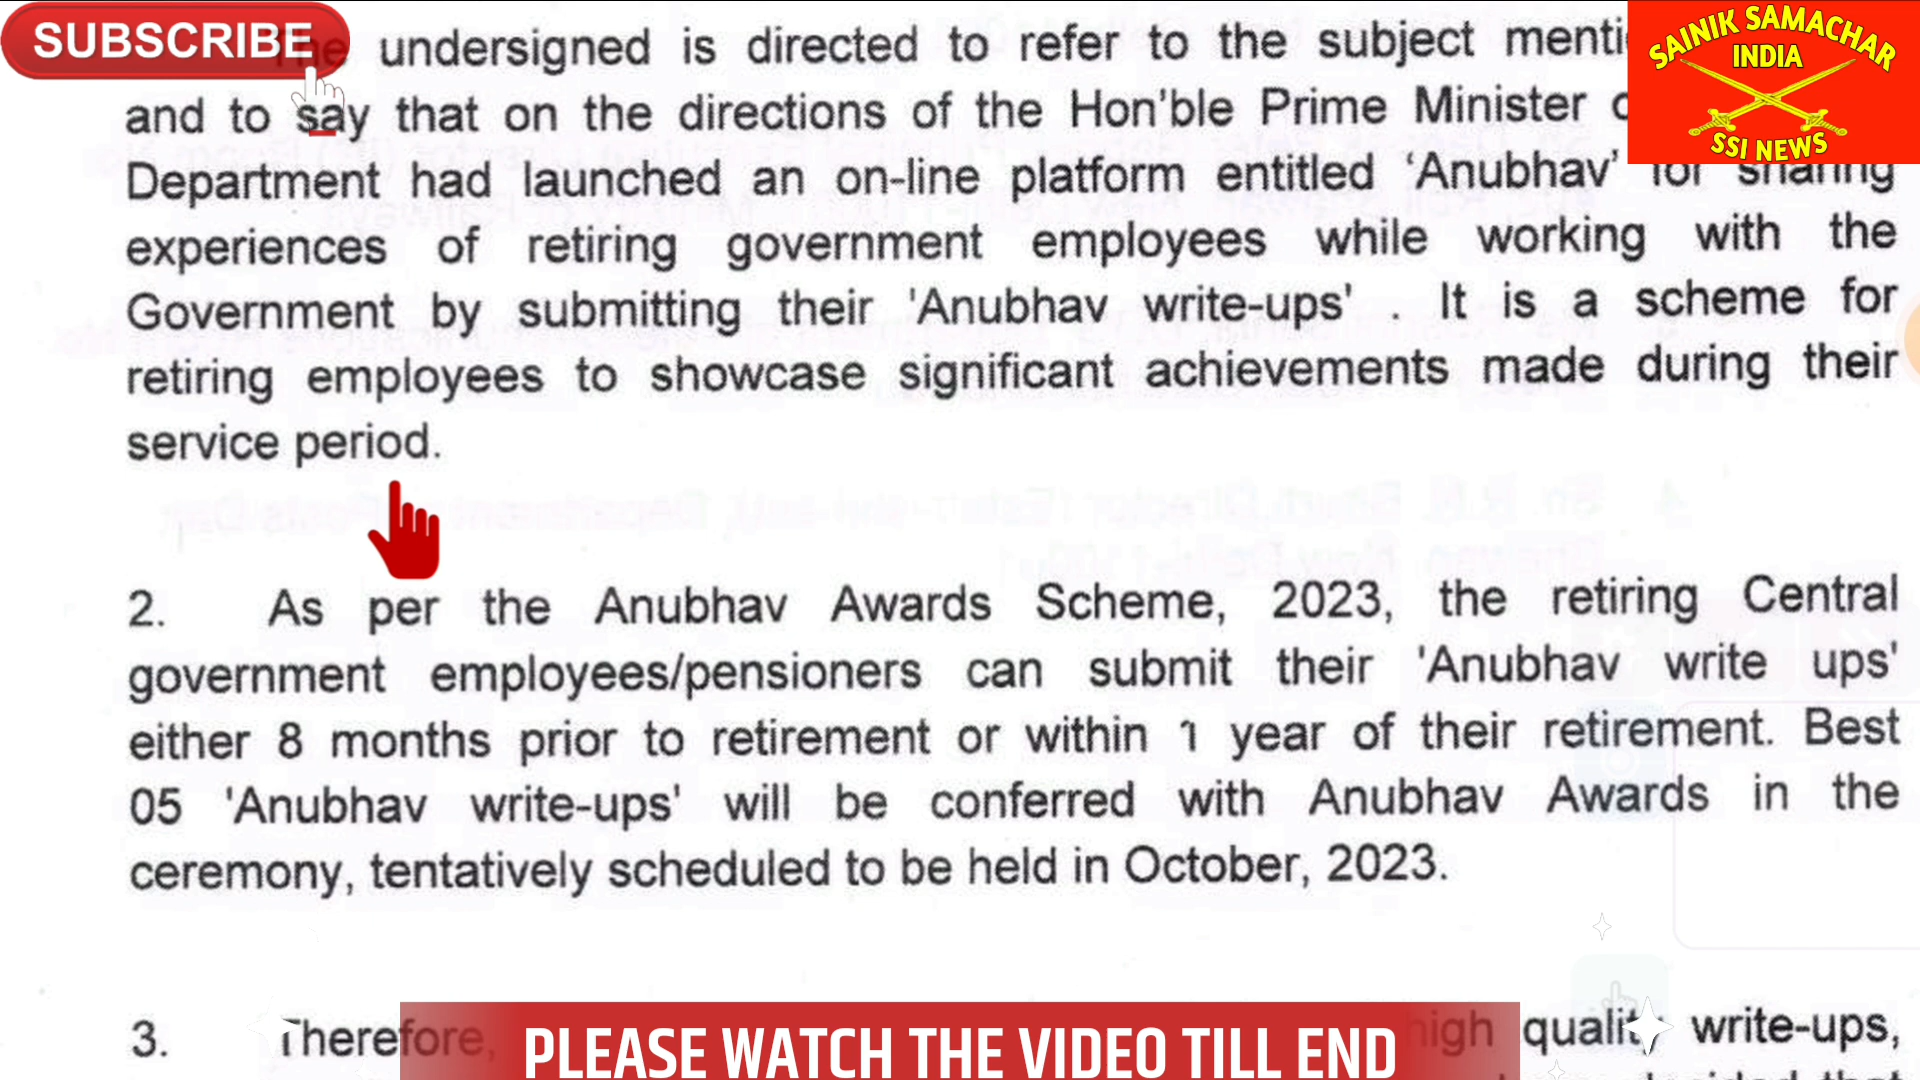 SUBSCRIBE
SAINIK SAMACHAR
INDIA
SSI NEWS
The undersigned is directed to refer to the subject
and to say that on the directions of the Hon'ble Prime Minister
Department had launched an on-line platform entitled 'Anubhav' for sharing
experiences of retiring government employees while working with the
Government by submitting their 'Anubhav write-ups' . It is a scheme for
retiring employees to showcase significant achievements made during their
service period.
2. As per the Anubhav Awards Scheme, 2023, the retiring Central
government employees/pensioners can submit their 'Anubhav write ups'
either 8 months prior to retirement or within 1 year of their retirement. Best
05 'Anubhav write-ups' will be conferred with Anubhav Awards in the
ceremony, tentatively scheduled to be held in October, 2023.
3. Therefore, high quality write-ups,
PLEASE WATCH THE VIDEO TILL END